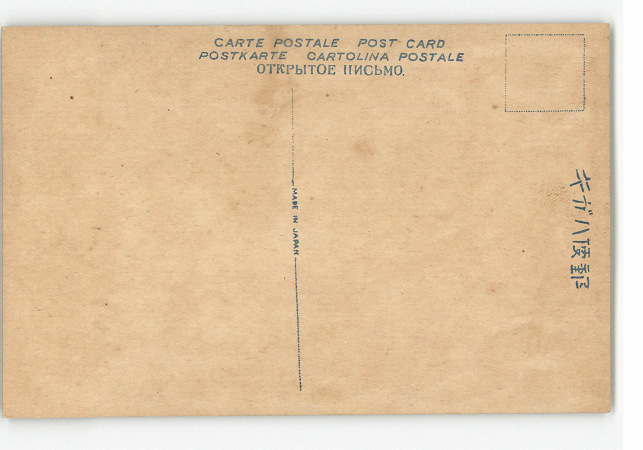 CARTE POSTALE POST CARD
POSTKARTE CARTOLINA POSTALE
ОТКРЫТОЕ ПИСЬМО.
MADE IN JAPAN
キガハ便郵